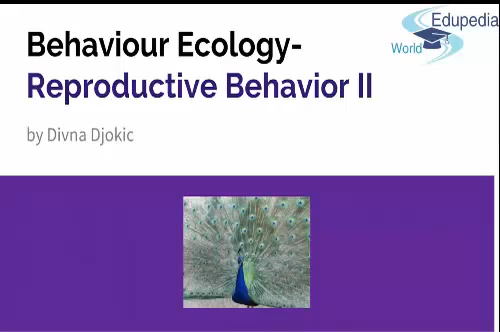 Edupedia
World
Behaviour Ecology-
Reproductive Behavior II
by Divna Djokic